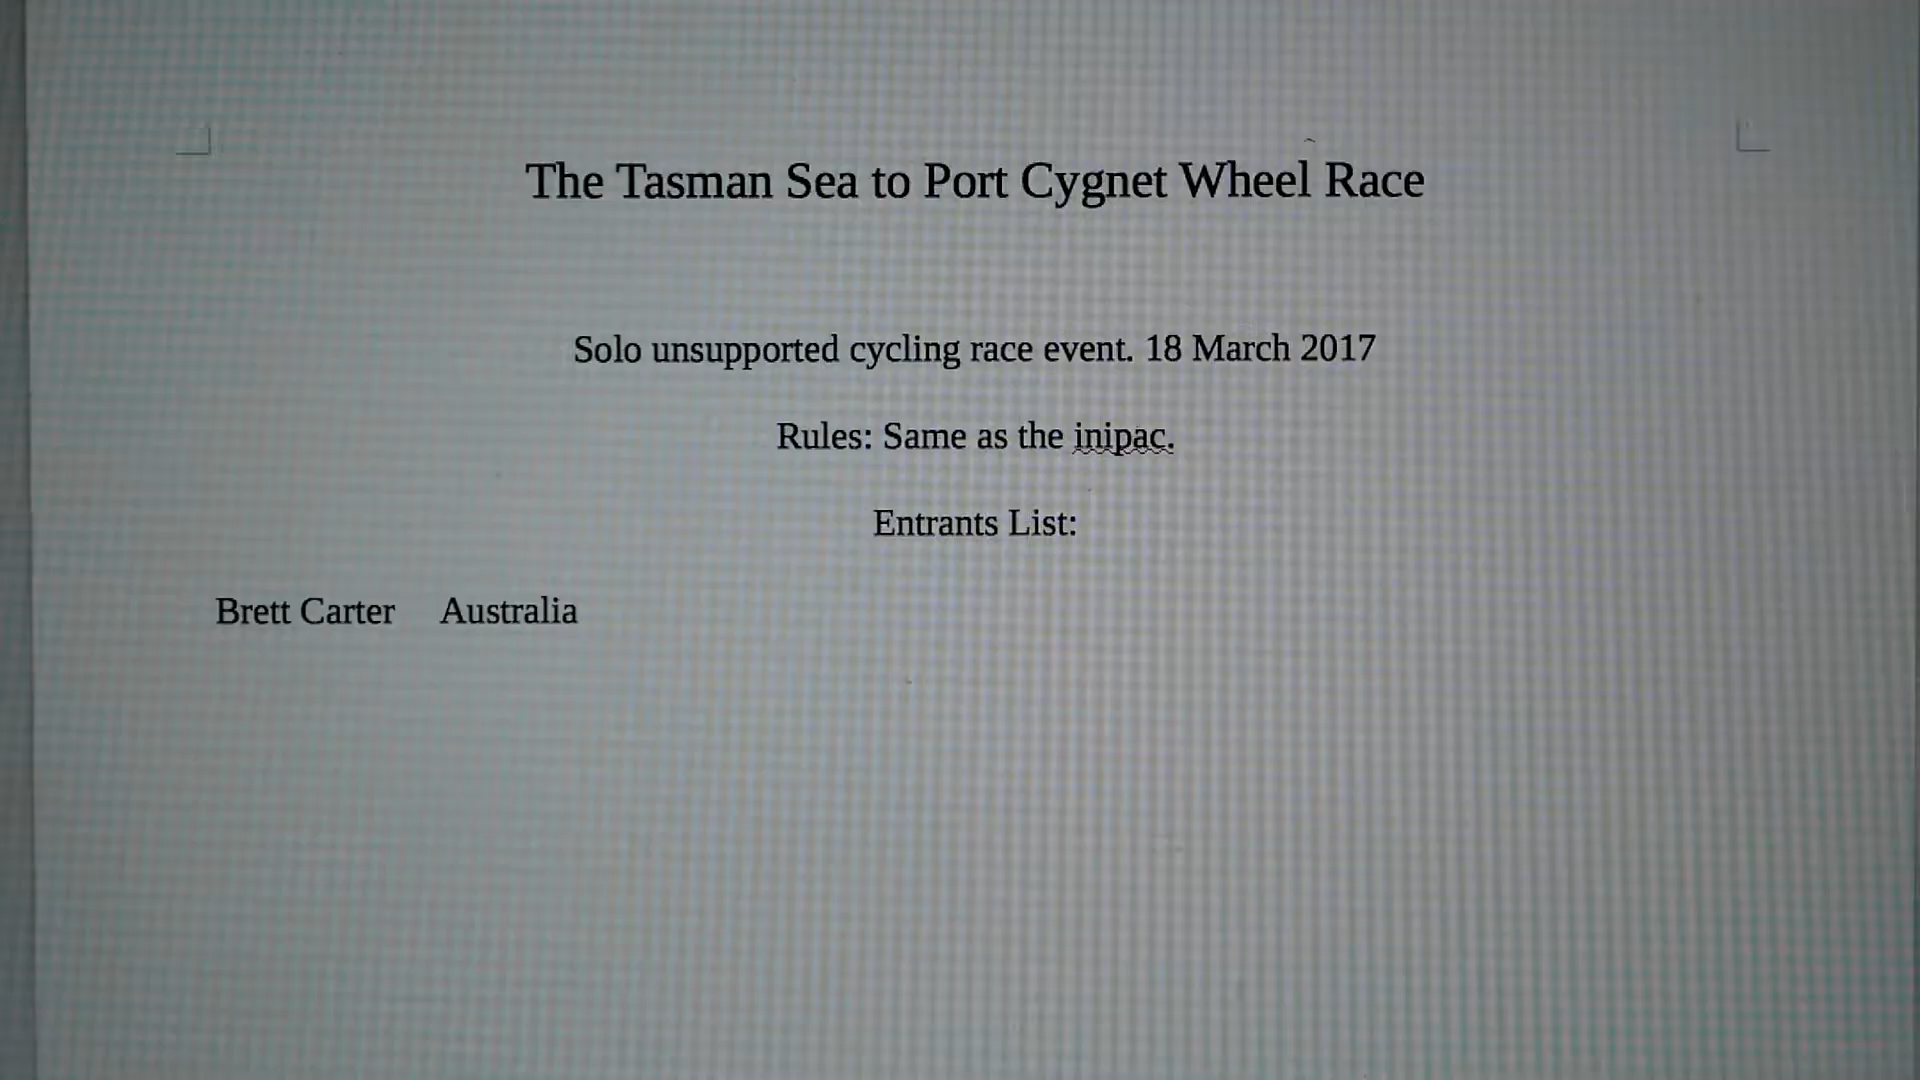 The Tasman Sea to Port Cygnet Wheel Race
Solo unsupported cycling race event. 18 March 2017
Rules: Same as the inipac.
Entrants List:
Brett Carter Australia